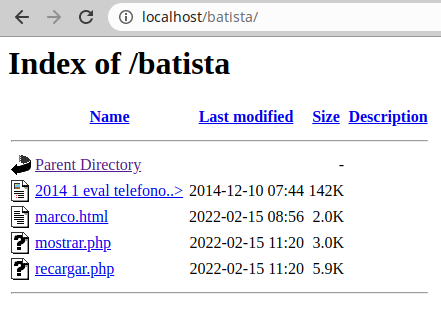 localhost/batista/
Index of /batista
Name Last modified Size Description
Parent Directory -
2014 1 eval telefono..> 2014-12-10 07:44 142K
marco.html 2022-02-15 08:56 2.0K
mostrar.php 2022-02-15 11:20 3.0K
recargar.php 2022-02-15 11:20 5.9K